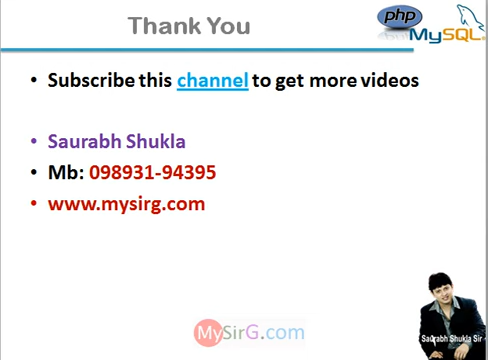 Thank You
php
MySQL
• Subscribe this channel to get more videos
• Saurabh Shukla
• Mb: 098931-94395
• www.mysirg.com
Saurabh Shukla Sir
MySirG.com